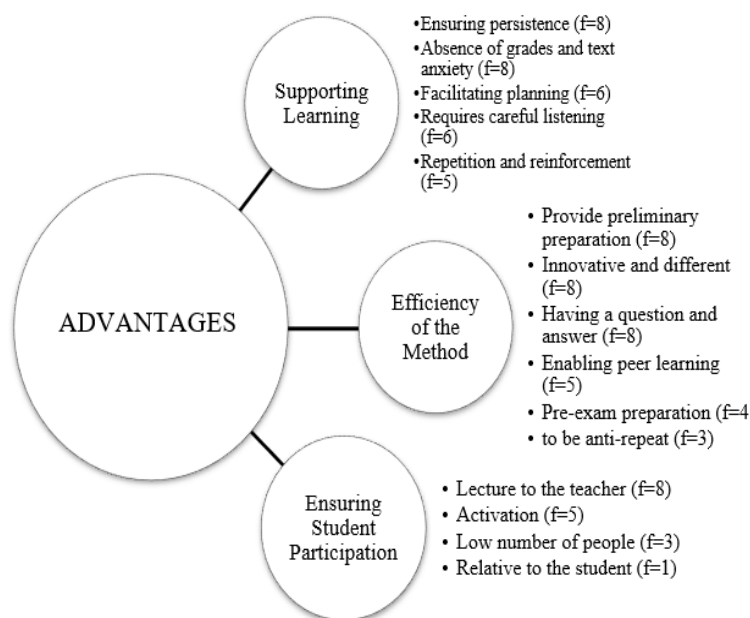 ADVANTAGES
Supporting
Learning
•Ensuring persistence (f=8)
•Absence of grades and text
anxiety (f=8)
•Facilitating planning (f=6)
•Requires careful listening
(f=6)
•Repetition and reinforcement
(f=5)
Efficiency
of the
Method
• Provide preliminary
preparation (f=8)
• Innovative and different
(f=8)
• Having a question and
answer (f=8)
• Enabling peer learning
(f=5)
• Pre-exam preparation (f=4
• to be anti-repeat (f=3)
Ensuring
Student
Participation
• Lecture to the teacher (f=8)
• Activation (f=5)
• Low number of people (f=3)
• Relative to the student (f=1)